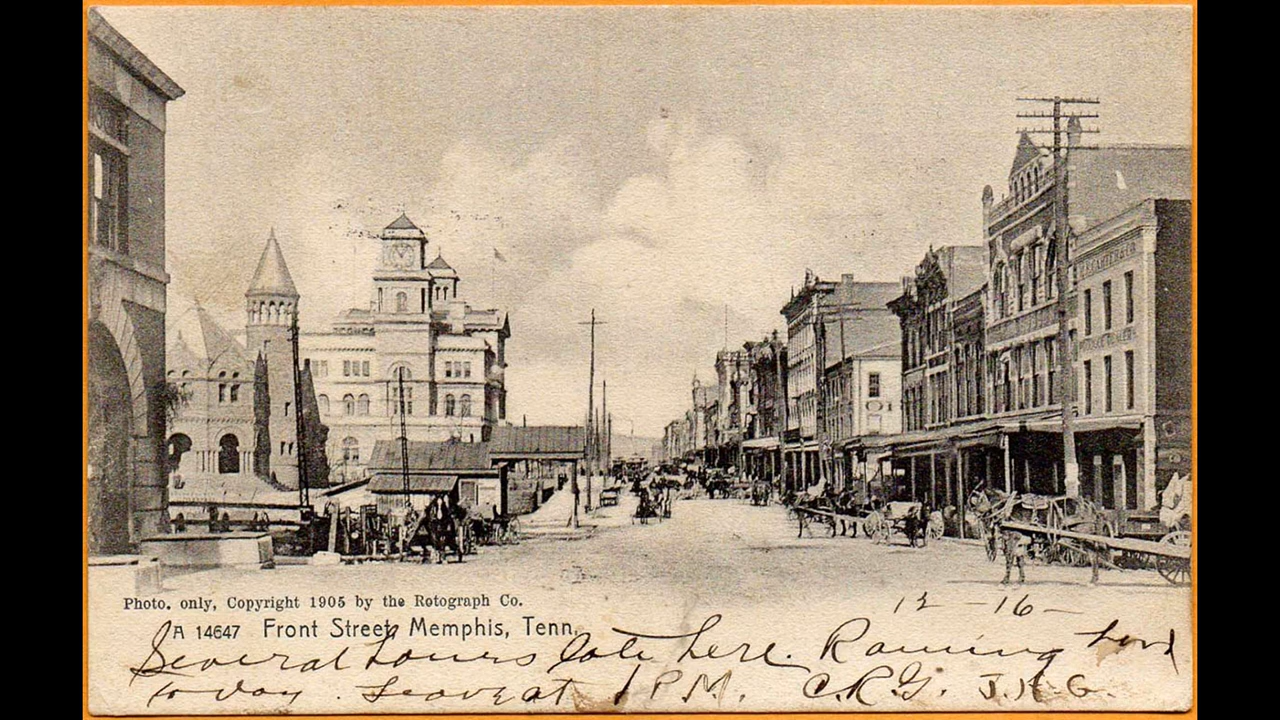 Photo. only, Copyright 1905 by the Rotograph Co.
12-16-
A 14647 Front Street, Memphis, Tenn.
Several hours late here. Raining hard
today. Leave at 1 P.M. C.R.G. J.H.G.